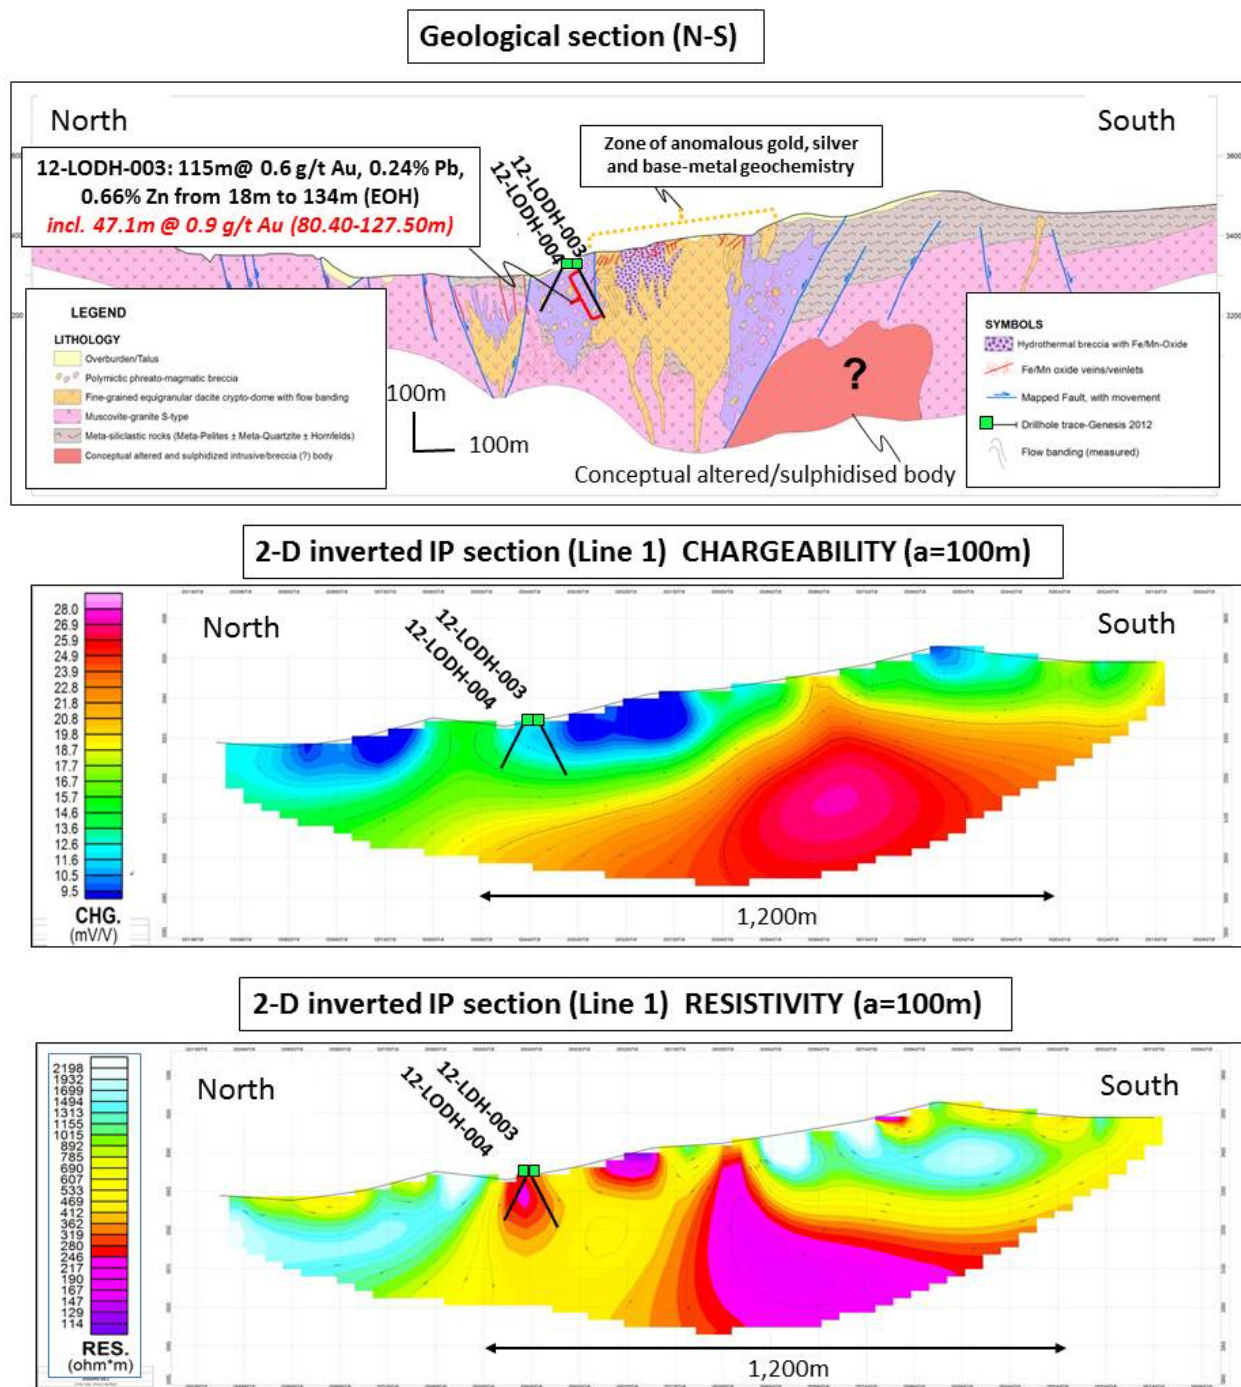 Geological section (N-S)
North
South
12-LODH-003: 115m@ 0.6 g/t Au, 0.24% Pb,
0.66% Zn from 18m to 134m (EOH)
incl. 47.1m @ 0.9 g/t Au (80.40-127.50m)
12-LODH-003
12-LODH-004
Zone of anomalous gold, silver
and base-metal geochemistry
3600
3400
3200
200
LEGEND
LITHOLOGY
Overburden/Talus
Polymictic phreato-magmatic breccia
Fine-grained equigranular dacite crypto-dome with flow banding
Muscovite-granite S-type
Meta-siliclastic rocks (Meta-Pelites ± Meta-Quartzite ± Hornfelds)
Conceptual altered and sulphidized intrusive/breccia (?) body
100m
100m
?
Conceptual altered/sulphidised body
SYMBOLS
Hydrothermal breccia with Fe/Mn-Oxide
Fe/Mn oxide veins/veinlets
Mapped Fault, with movement
Drillhole trace-Genesis 2012
Flow banding (measured)
2-D inverted IP section (Line 1) CHARGEABILITY (a=100m)
North
South
12-LODH-003
12-LODH-004
28.0
26.9
25.9
24.9
23.9
22.8
21.8
20.8
19.8
18.7
17.7
16.7
15.7
14.6
13.6
12.6
11.6
10.5
9.5
CHG.
(mV/V)
1,200m
2-D inverted IP section (Line 1) RESISTIVITY (a=100m)
North
South
12-LDH-003
12-LODH-004
2198
1932
1699
1494
1313
1155
1015
892
785
690
607
533
469
412
362
319
280
246
217
190
167
147
129
114
RES.
(ohm*m)
1,200m